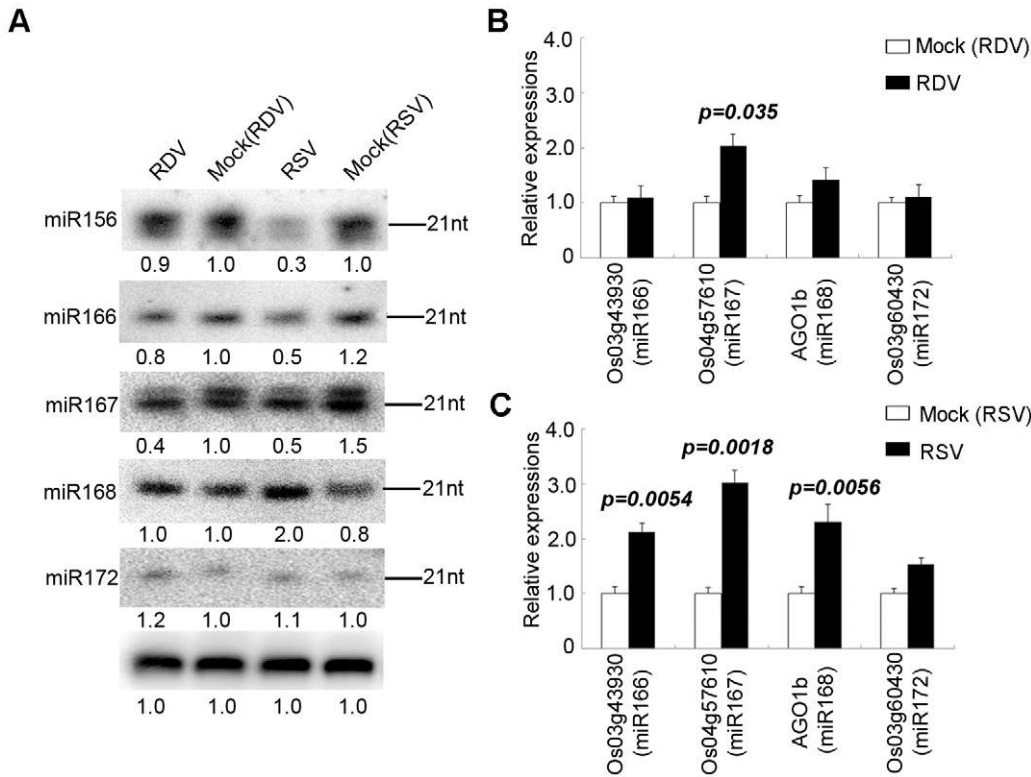 A
RDV Mock(RDV) RSV Mock(RSV)
miR156 21nt
0.9 1.0 0.3 1.0
miR166 21nt
0.8 1.0 0.5 1.2
miR167 21nt
0.4 1.0 0.5 1.5
miR168 21nt
1.0 1.0 2.0 0.8
miR172 21nt
1.2 1.0 1.1 1.0
1.0 1.0 1.0 1.0
B
Mock (RDV)
RDV
Relative expressions
4.0
3.0
2.0
1.0
0
p=0.035
Os03g43930
(miR166)
Os04g57610
(miR167)
AGO1b
(miR168)
Os03g60430
(miR172)
C
Mock (RSV)
RSV
Relative expressions
4.0
3.0
2.0
1.0
0
p=0.0054
p=0.0018
p=0.0056
Os03g43930
(miR166)
Os04g57610
(miR167)
AGO1b
(miR168)
Os03g60430
(miR172)